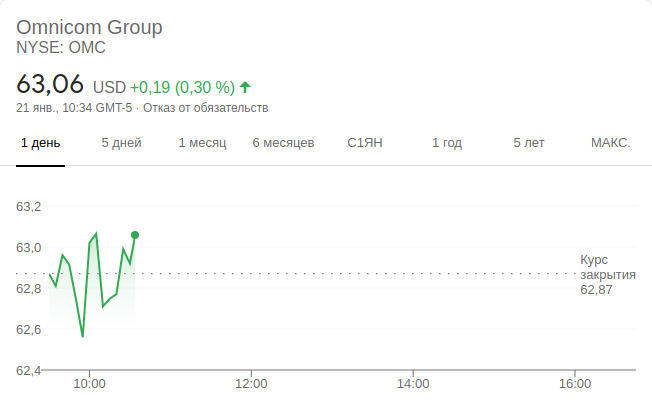 Omnicom Group
NYSE: OMC
63,06 USD +0,19 (0,30 %)
21 янв., 10:34 GMT-5 · Отказ от обязательств
1 день 5 дней 1 месяц 6 месяцев С1ЯН 1 год 5 лет МАКС.
63,2
63,0
Курс
закрытия
62,87
62,8
62,6
62,4
10:00 12:00 14:00 16:00